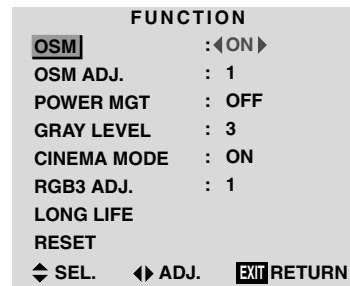 FUNCTION
OSM : ◀ON▶
OSM ADJ. : 1
POWER MGT : OFF
GRAY LEVEL : 3
CINEMA MODE : ON
RGB3 ADJ. : 1
LONG LIFE
RESET
SEL. ADJ. EXIT RETURN